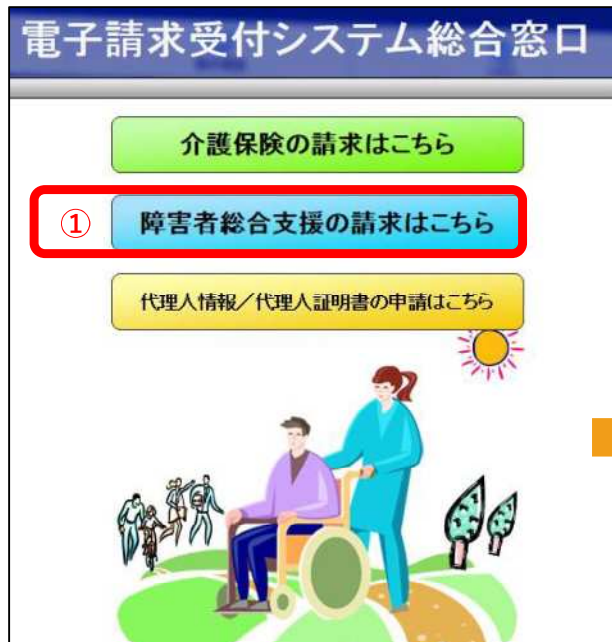 電子請求受付システム総合窓口
介護保険の請求はこちら
① 障害者総合支援の請求はこちら
代理人情報/代理人証明書の申請はこちら